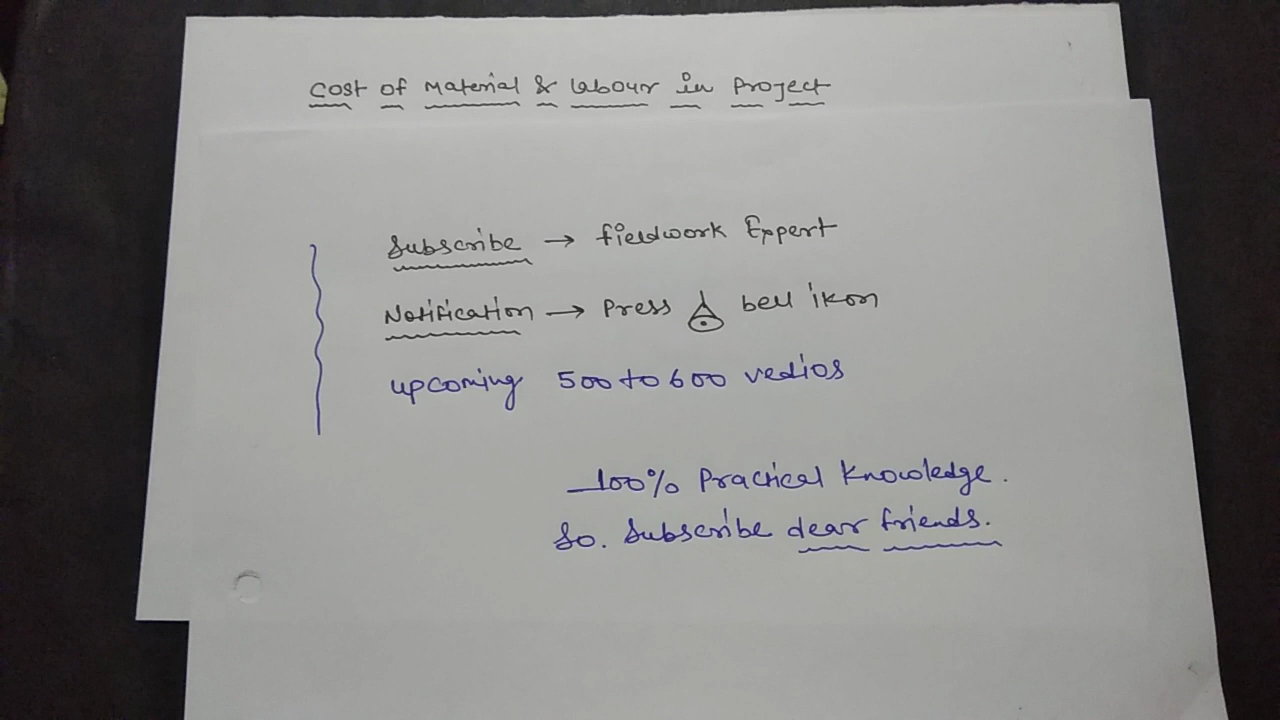 Cost of Material & Labour in Project
Subscribe → fieldwork Expert
Notification → Press bell ikon
upcoming 500 to 600 vedios
100% Practical Knowledge.
So. Subscribe dear friends.